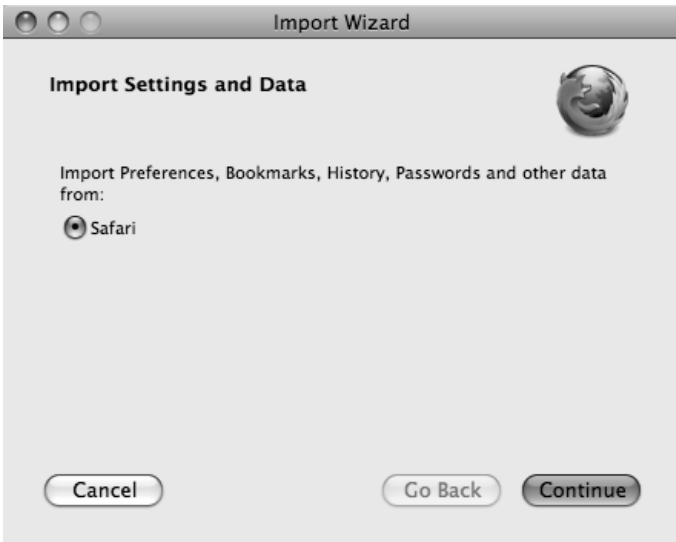 Import Wizard
Import Settings and Data
Import Preferences, Bookmarks, History, Passwords and other data
from:
Safari
Cancel
Go Back
Continue